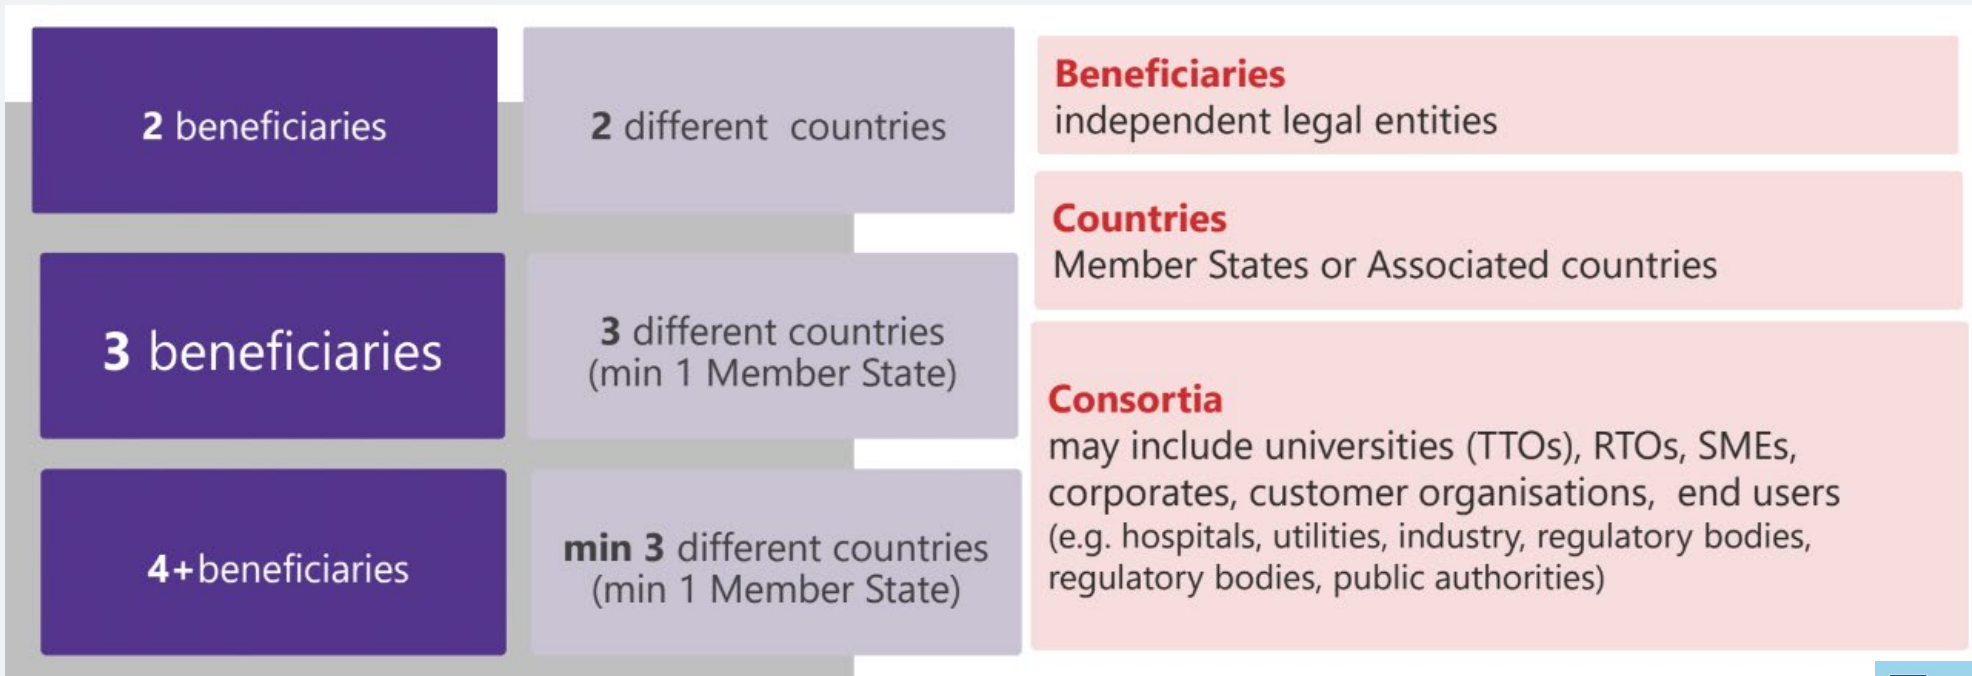 2 beneficiaries
2 different countries
3 beneficiaries
3 different countries
(min 1 Member State)
4+beneficiaries
min 3 different countries
(min 1 Member State)
Beneficiaries
independent legal entities
Countries
Member States or Associated countries
Consortia
may include universities (TTOs), RTOs, SMEs,
corporates, customer organisations, end users
(e.g. hospitals, utilities, industry, regulatory bodies,
regulatory bodies, public authorities)